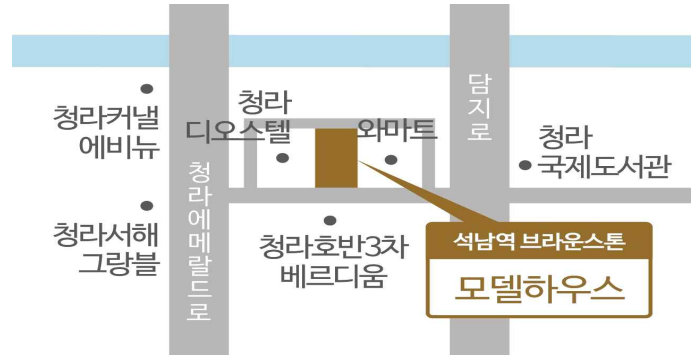 청라커낼
에비뉴
청라
디오스텔
와마트
담지로
청라
국제도서관
청라에메랄드로
청라서해
그랑블
청라호반3차
베르디움
석남역 브라운스톤
모델하우스